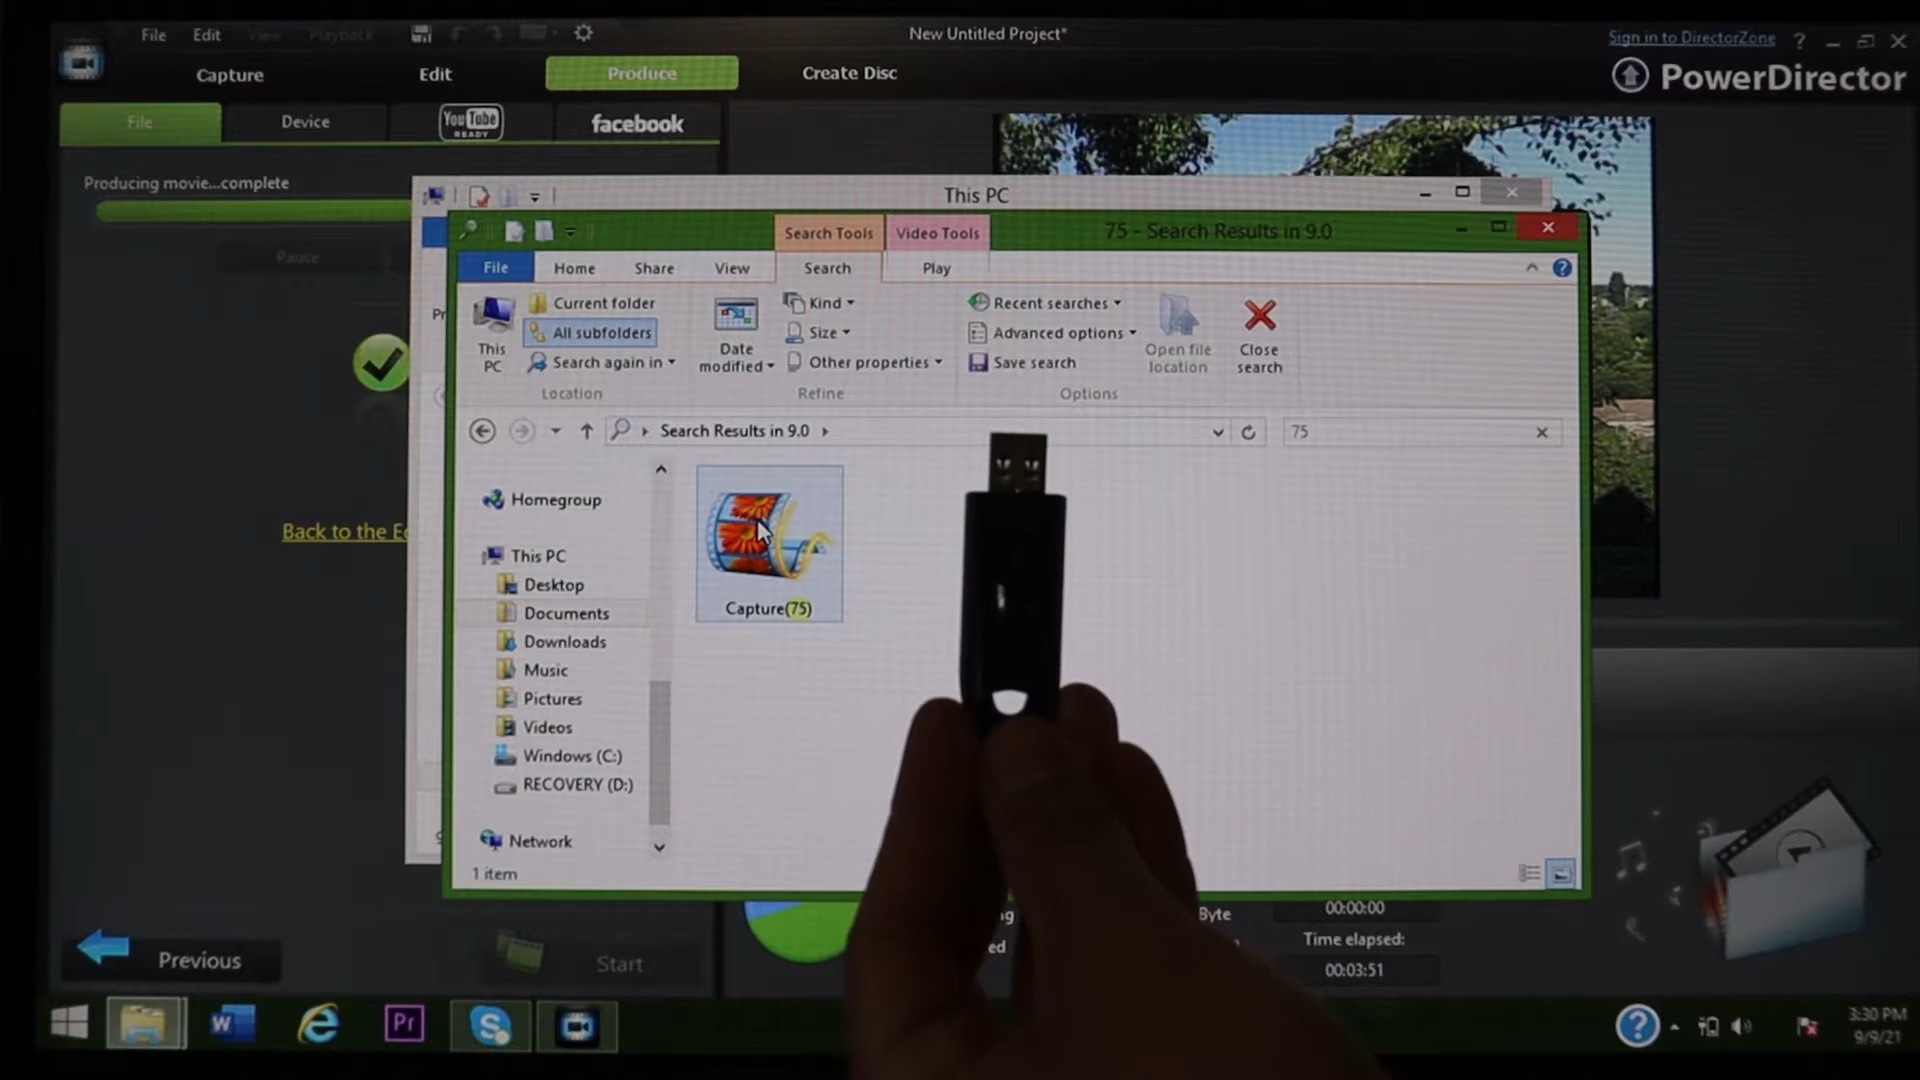 File Edit View Playback New Untitled Project* Sign in to DirectorZone ?
Capture Edit Produce Create Disc PowerDirector
File Device You Tube READY facebook
Producing movie...complete
Pause
Back to the
Previous
Start
This PC
Search Tools Video Tools 75 - Search Results in 9.0
File Home Share View Search Play
This PC
Current folder
All subfolders
Search again in
Location
Date modified
Kind
Size
Other properties
Refine
Recent searches
Advanced options
Save search
Options
Open file location
Close search
Search Results in 9.0
75
Homegroup
This PC
Desktop
Documents
Downloads
Music
Pictures
Videos
Windows (C:)
RECOVERY (D:)
Network
1 item
Capture(75)
Byte
00:00:00
Time elapsed:
00:03:51
W
Pr
S
?
3:30 PM
9/9/21